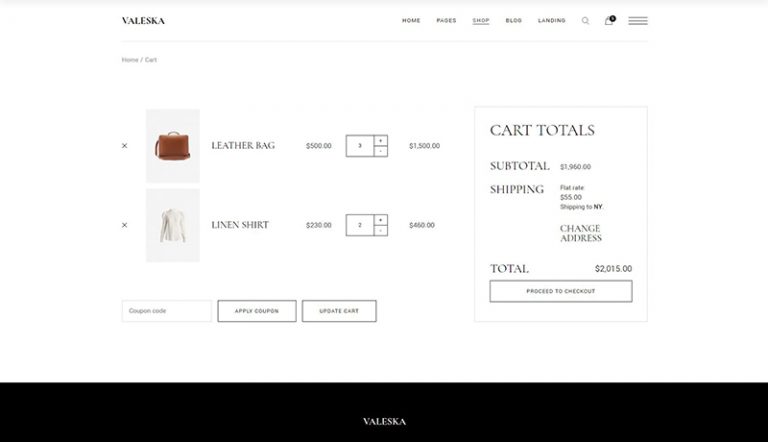 VALESKA
HOME PAGES SHOP BLOG LANDING
Home / Cart
× LEATHER BAG $500.00 3 + - $1,500.00
× LINEN SHIRT $230.00 2 + - $460.00
Coupon code APPLY COUPON UPDATE CART
CART TOTALS
SUBTOTAL $1,960.00
SHIPPING Flat rate:
$55.00
Shipping to NY.
CHANGE
ADDRESS
TOTAL $2,015.00
PROCEED TO CHECKOUT
VALESKA